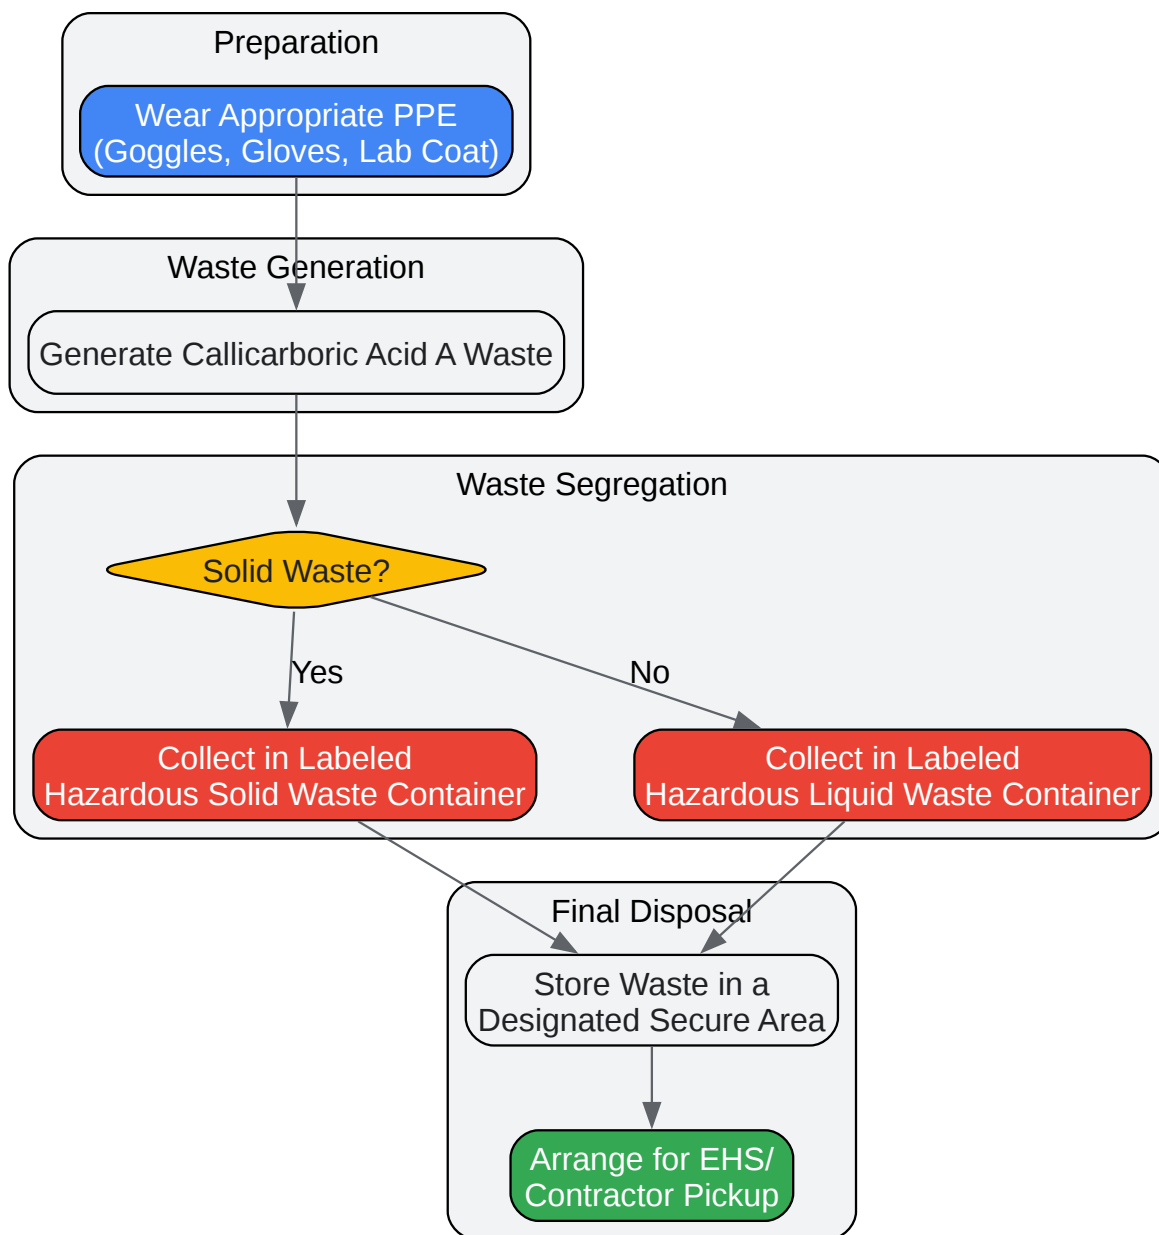 Preparation
Wear Appropriate PPE
(Goggles, Gloves, Lab Coat)
Waste Generation
Generate Callicarboric Acid A Waste
Waste Segregation
Solid Waste?
Yes
No
Collect in Labeled
Hazardous Solid Waste Container
Collect in Labeled
Hazardous Liquid Waste Container
Final Disposal
Store Waste in a
Designated Secure Area
Arrange for EHS/
Contractor Pickup